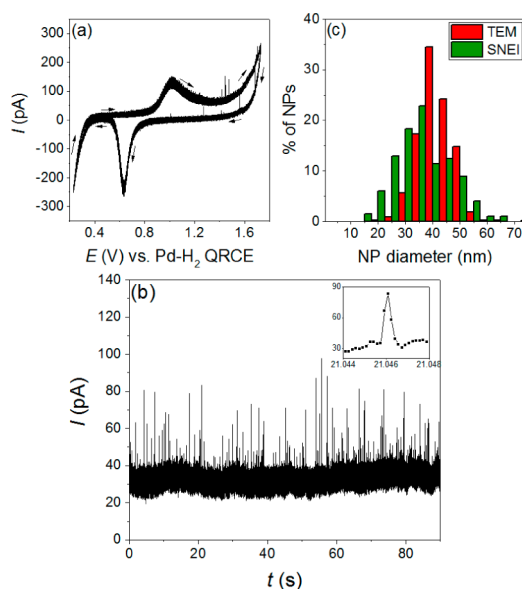 (a)
I (pA)
300
200
100
0
-100
-200
-300
0.4 0.8 1.2 1.6
E (V) vs. Pd-H₂ QRCE
(c)
TEM
SNEI
% of NPs
40
30
20
10
0
10 20 30 40 50 60 70
NP diameter (nm)
(b)
I (pA)
140
120
100
80
60
40
20
0
0 20 40 60 80
t (s)
90
60
30
21.044 21.046 21.048